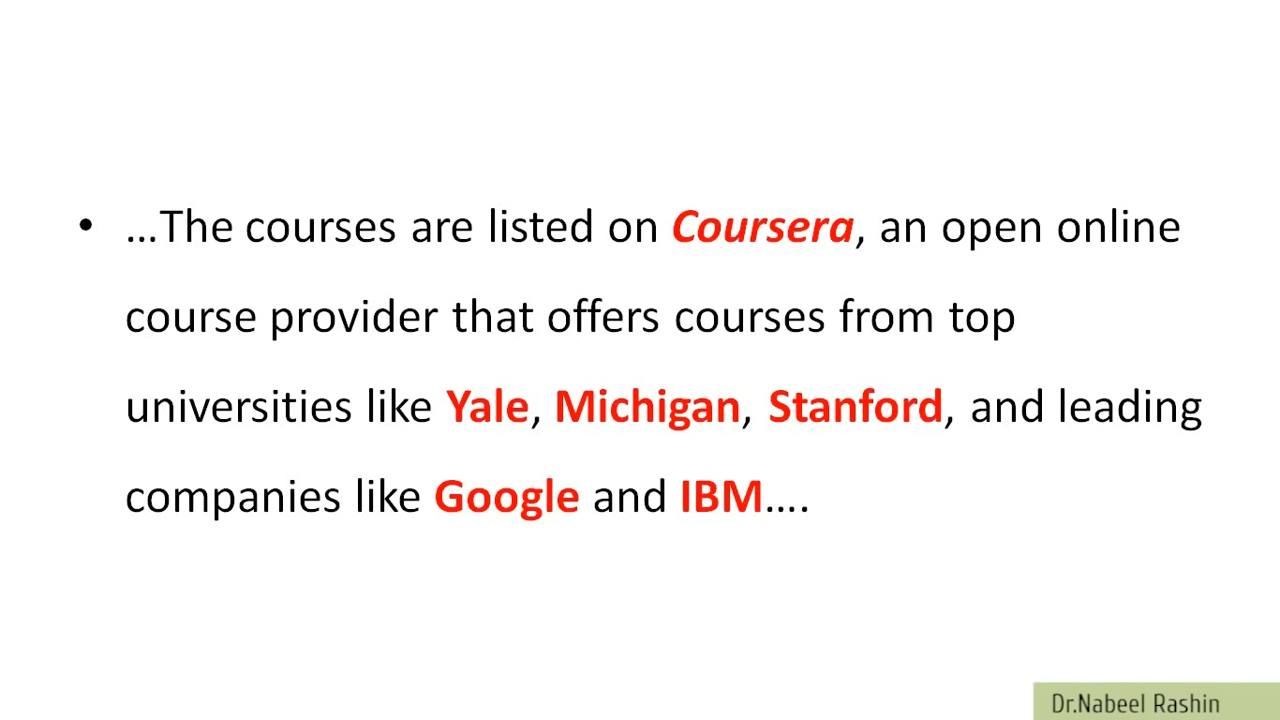 • ...The courses are listed on Coursera, an open online
course provider that offers courses from top
universities like Yale, Michigan, Stanford, and leading
companies like Google and IBM....
Dr.Nabeel Rashin